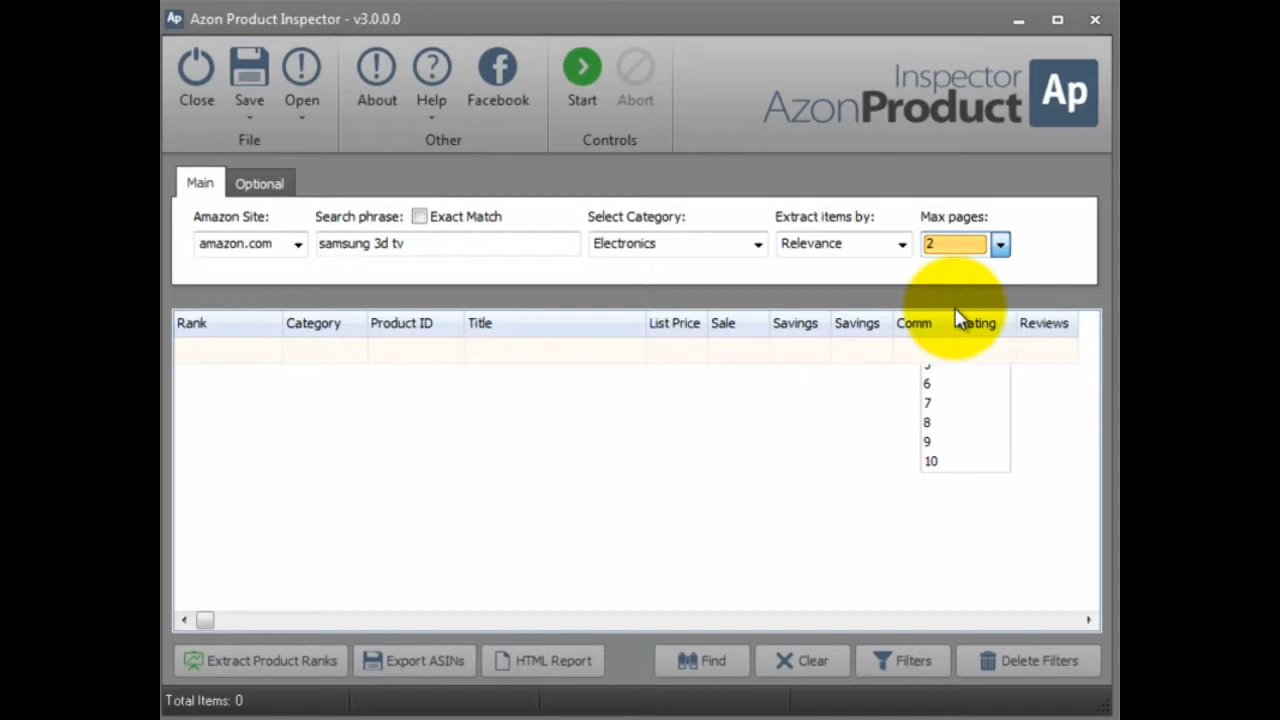 Ap Azon Product Inspector - v3.0.0.0
Close Save Open About Help Facebook Start Abort
File Other Controls
Inspector
AzonProduct Ap
Main Optional
Amazon Site: Search phrase: Exact Match Select Category: Extract items by: Max pages:
amazon.com samsung 3d tv Electronics Relevance 2
Rank Category Product ID Title List Price Sale Savings Savings Comm Reviews
6
7
8
9
10
Extract Product Ranks Export ASINs HTML Report Find Clear Filters Delete Filters
Total Items: 0